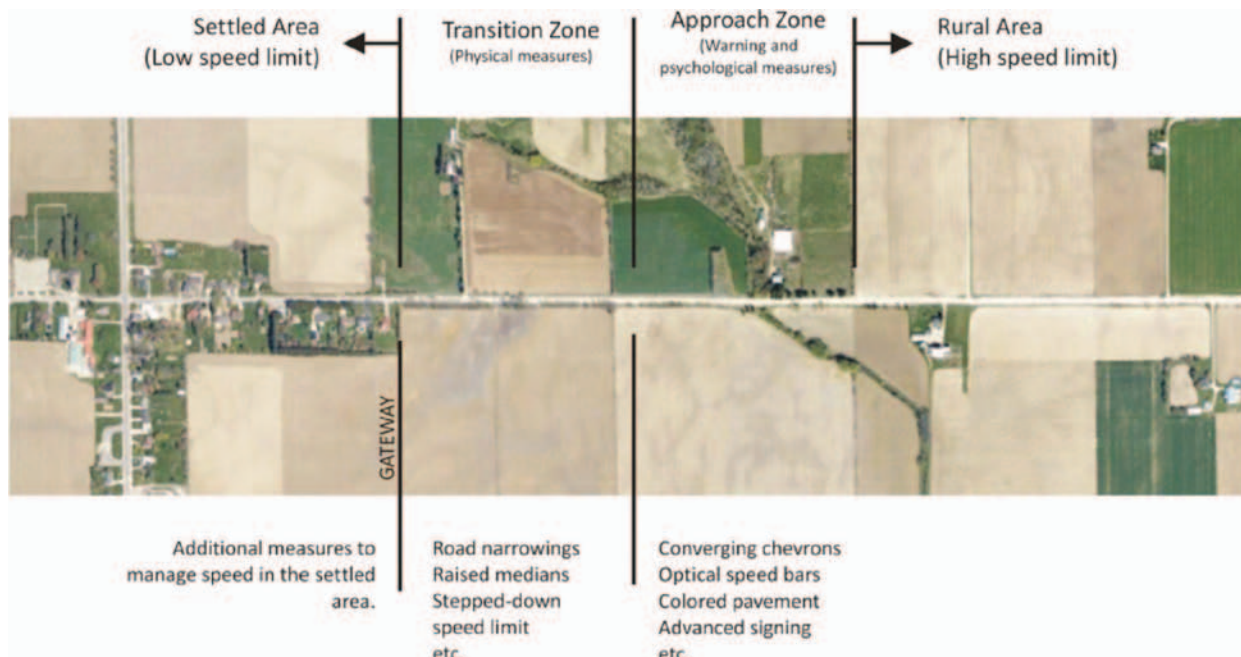 Settled Area
(Low speed limit)
Transition Zone
(Physical measures)
Approach Zone
(Warning and
psychological measures)
Rural Area
(High speed limit)
GATEWAY
Additional measures to
manage speed in the settled
area.
Road narrowings
Raised medians
Stepped-down
speed limit
etc.
Converging chevrons
Optical speed bars
Colored pavement
Advanced signing
etc.